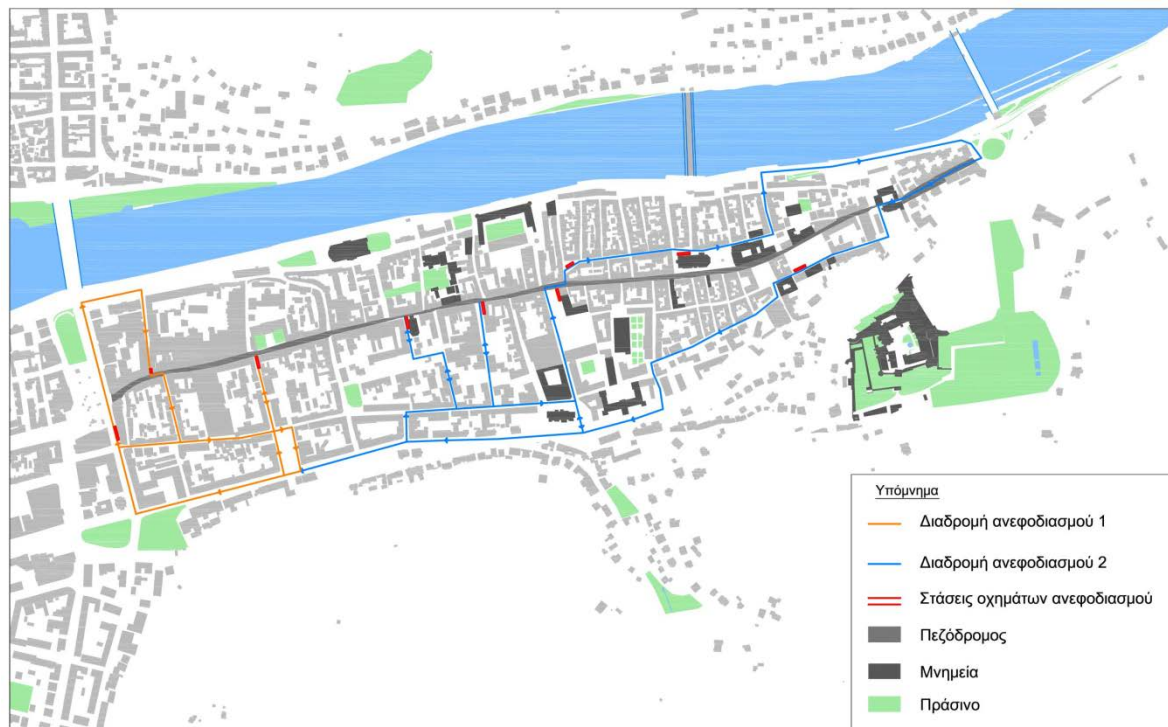 Υπόμνημα
Διαδρομή ανεφοδιασμού 1
Διαδρομή ανεφοδιασμού 2
Στάσεις οχημάτων ανεφοδιασμού
Πεζόδρομος
Μνημεία
Πράσινο